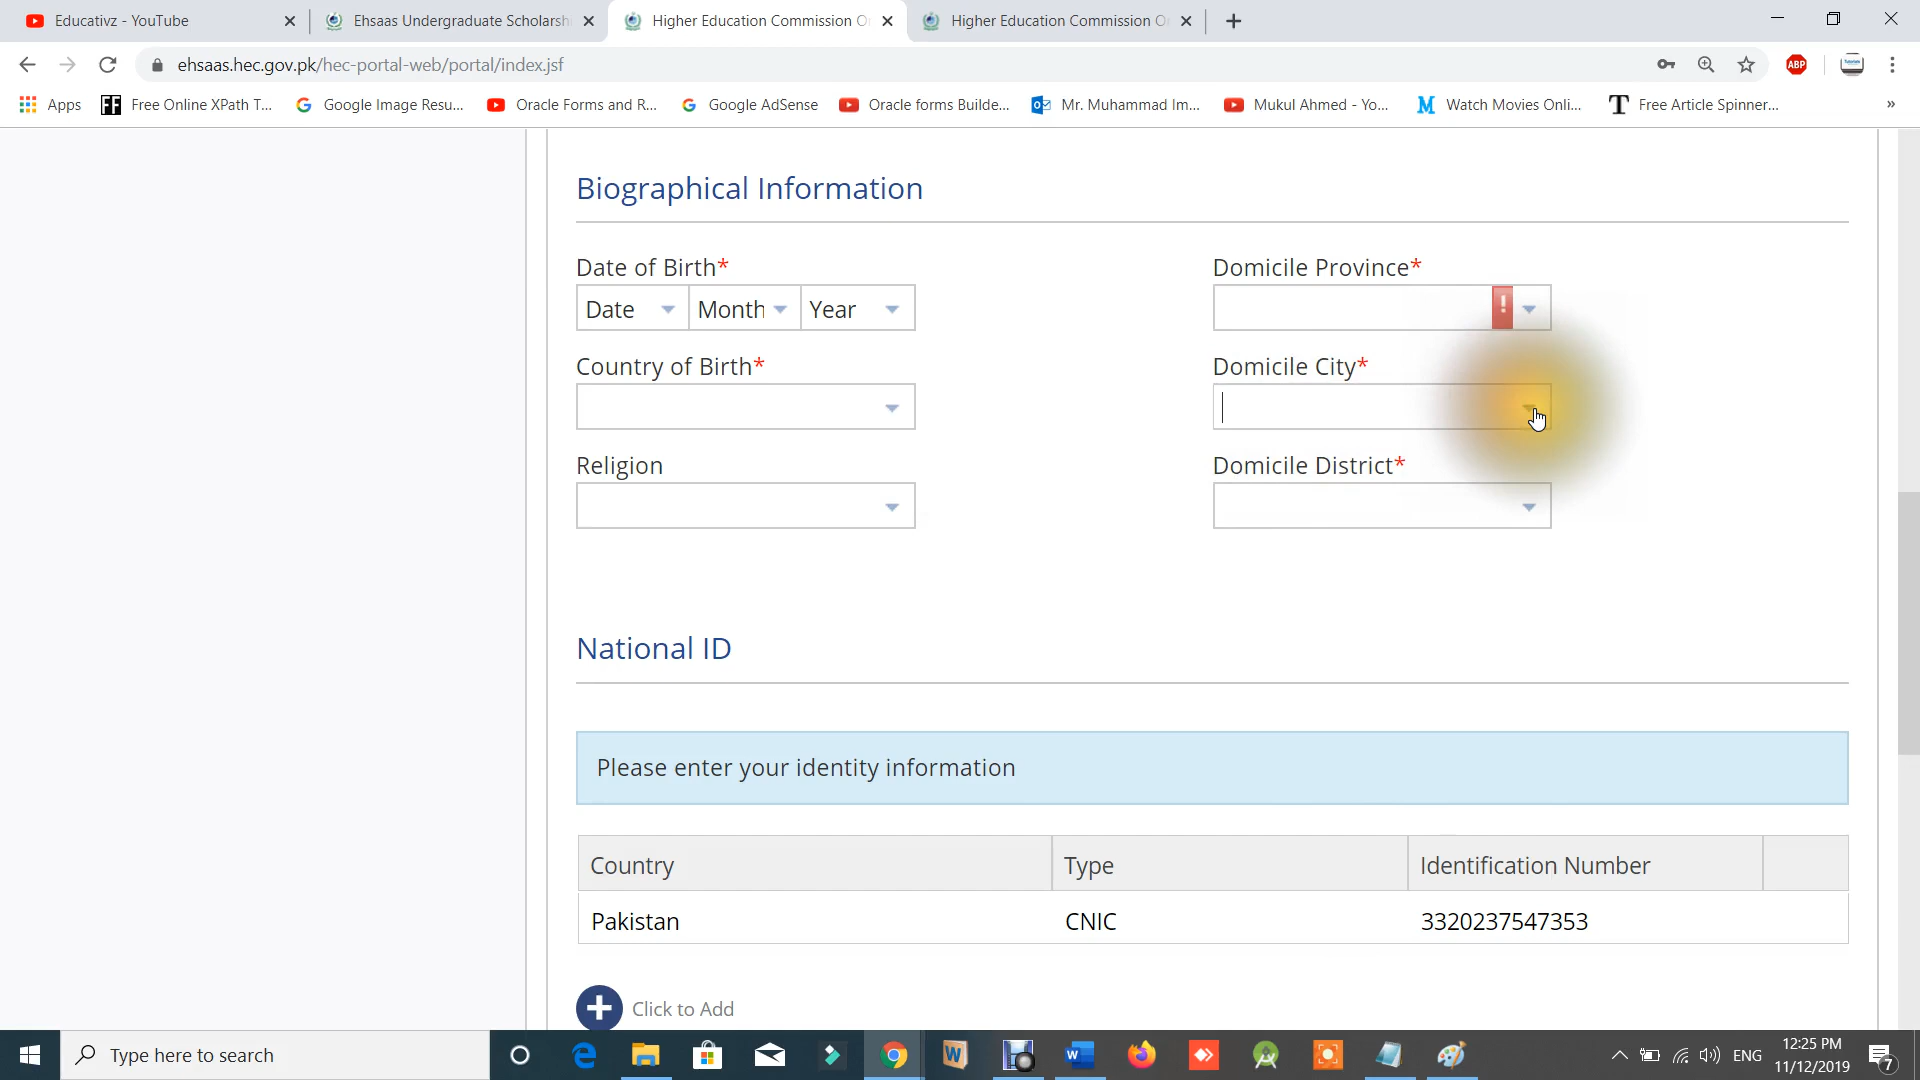 Educativz - YouTube
Ehsaas Undergraduate Scholarsh
Higher Education Commission O
Higher Education Commission O
ehsaas.hec.gov.pk/hec-portal-web/portal/index.jsf
ABP
Apps
FF Free Online XPath T...
Google Image Resu...
Oracle Forms and R...
Google AdSense
Oracle forms Builde...
Mr. Muhammad Im...
Mukul Ahmed - Yo...
M Watch Movies Onli...
T Free Article Spinner...
»
Biographical Information
Date of Birth*
Domicile Province*
Date
Month
Year
!
Country of Birth*
Domicile City*
Religion
Domicile District*
National ID
Please enter your identity information
Country
Type
Identification Number
Pakistan
CNIC
3320237547353
Click to Add
Type here to search
ENG
12:25 PM
11/12/2019
7